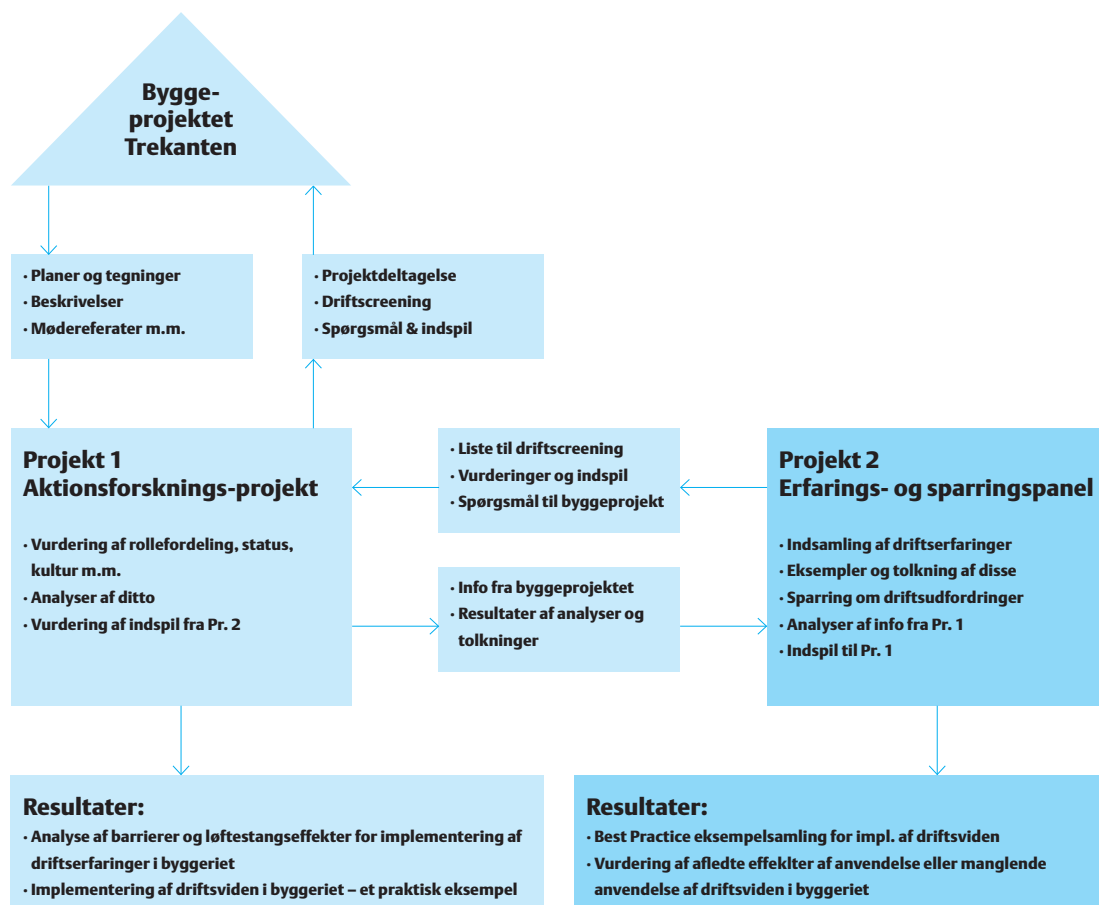 Bygge-
projektet
Trekanten
· Planer og tegninger
· Beskrivelser
· Mødereferater m.m.
· Projektdeltagelse
· Driftscreening
· Spørgsmål & indspil
Projekt 1
Aktionsforsknings-projekt
· Vurdering af rollefordeling, status,
kultur m.m.
· Analyser af ditto
· Vurdering af indspil fra Pr. 2
· Liste til driftscreening
· Vurderinger og indspil
· Spørgsmål til byggeprojekt
· Info fra byggeprojektet
· Resultater af analyser og
tolkninger
Projekt 2
Erfarings- og sparringspanel
· Indsamling af driftserfaringer
· Eksempler og tolkning af disse
· Sparring om driftsudfordringer
· Analyser af info fra Pr. 1
· Indspil til Pr. 1
Resultater:
· Analyse af barrierer og løftestangseffekter for implementering af
driftserfaringer i byggeriet
· Implementering af driftsviden i byggeriet – et praktisk eksempel
Resultater:
· Best Practice eksempelsamling for impl. af driftsviden
· Vurdering af afledte effeklter af anvendelse eller manglende
anvendelse af driftsviden i byggeriet